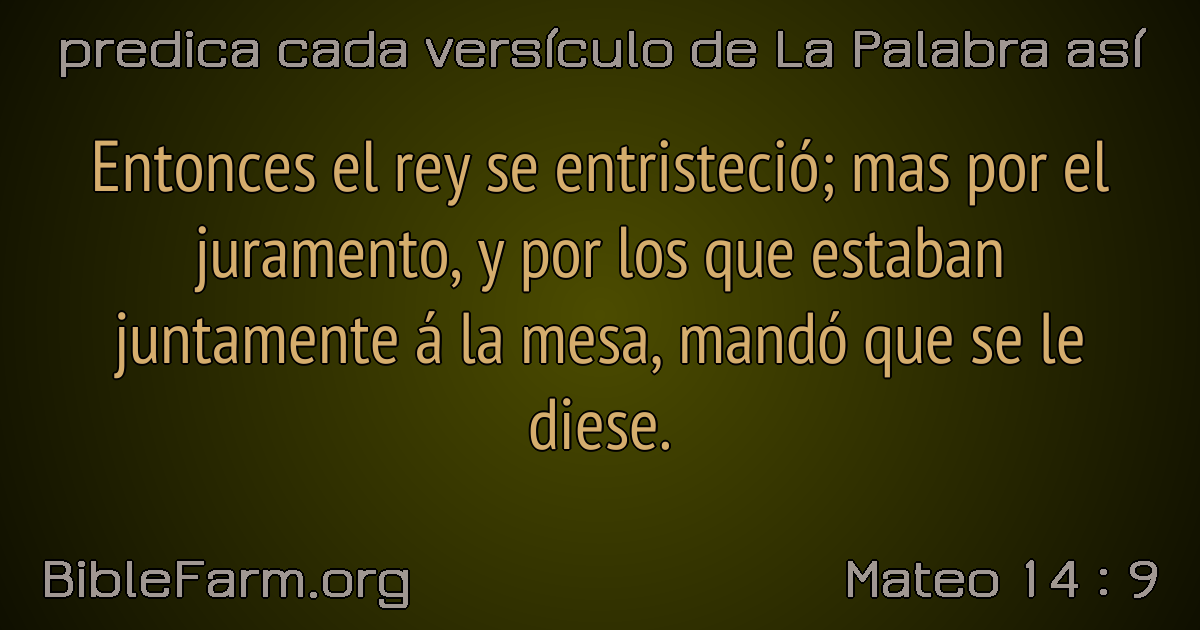 predica cada versículo de La Palabra así
Entonces el rey se entristeció; mas por el
juramento, y por los que estaban
juntamente á la mesa, mandó que se le
diese.
BibleFarm.org
Mateo 14 : 9